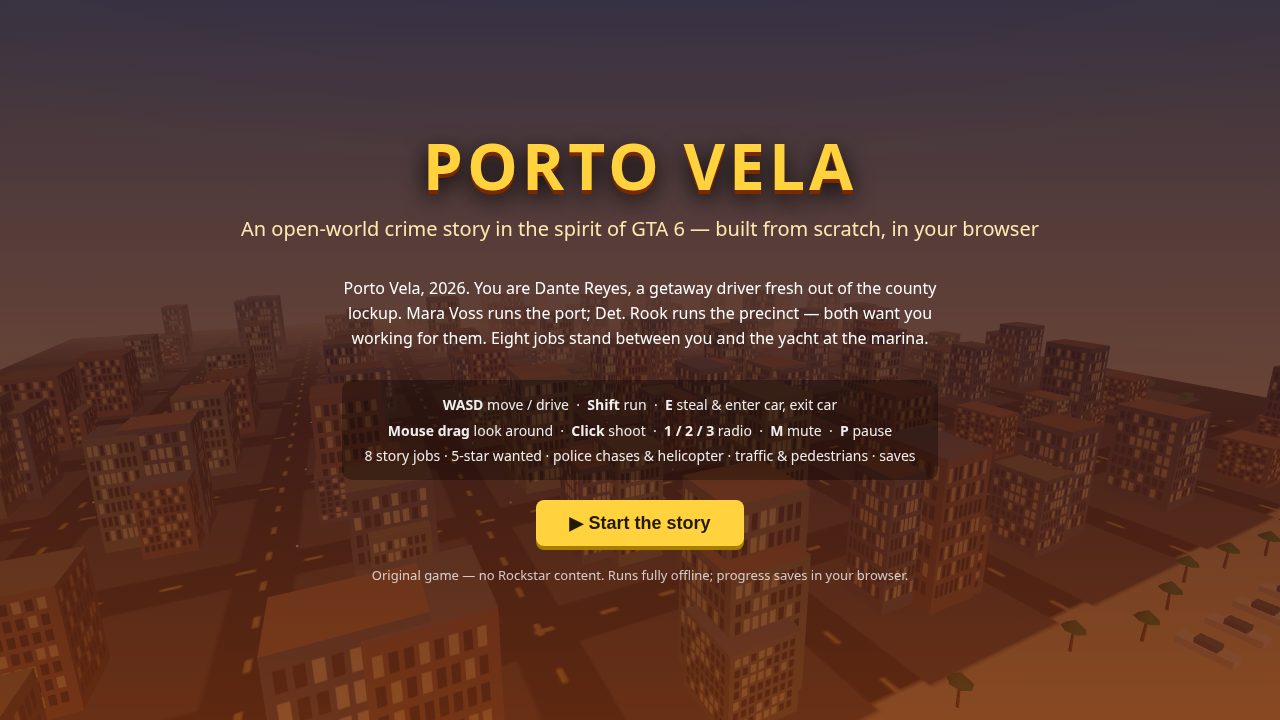 PORTO VELA
An open-world crime story in the spirit of GTA 6 — built from scratch, in your browser
Porto Vela, 2026. You are Dante Reyes, a getaway driver fresh out of the county
lockup. Mara Voss runs the port; Det. Rook runs the precinct — both want you
working for them. Eight jobs stand between you and the yacht at the marina.
WASD move / drive · Shift run · E steal & enter car, exit car
Mouse drag look around · Click shoot · 1 / 2 / 3 radio · M mute · P pause
8 story jobs · 5-star wanted · police chases & helicopter · traffic & pedestrians · saves
▶ Start the story
Original game — no Rockstar content. Runs fully offline; progress saves in your browser.